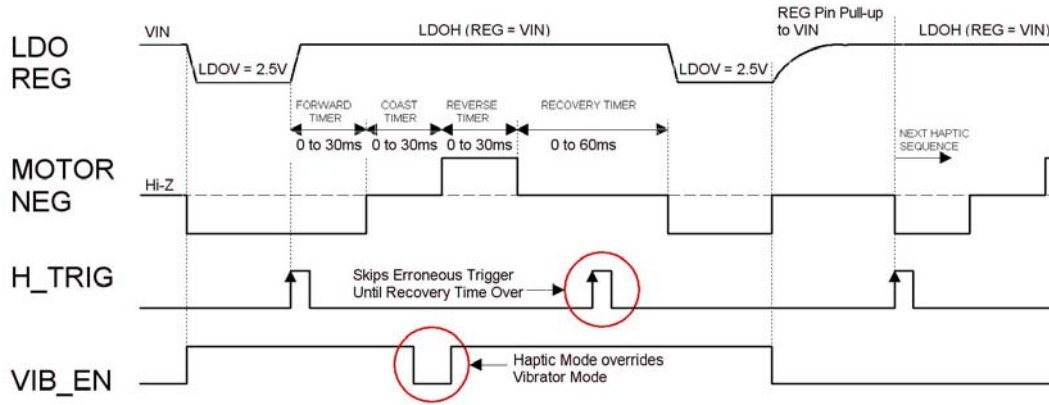 LDO
REG
VIN
LDOV = 2.5V
LDOH (REG = VIN)
LDOV = 2.5V
REG Pin Pull-up
to VIN
LDOH (REG = VIN)
FORWARD
TIMER
COAST
TIMER
REVERSE
TIMER
RECOVERY TIMER
0 to 30ms
0 to 30ms
0 to 30ms
0 to 60ms
NEXT HAPTIC
SEQUENCE
MOTOR
NEG
Hi-Z
H_TRIG
Skips Erroneous Trigger
Until Recovery Time Over
VIB_EN
Haptic Mode overrides
Vibrator Mode